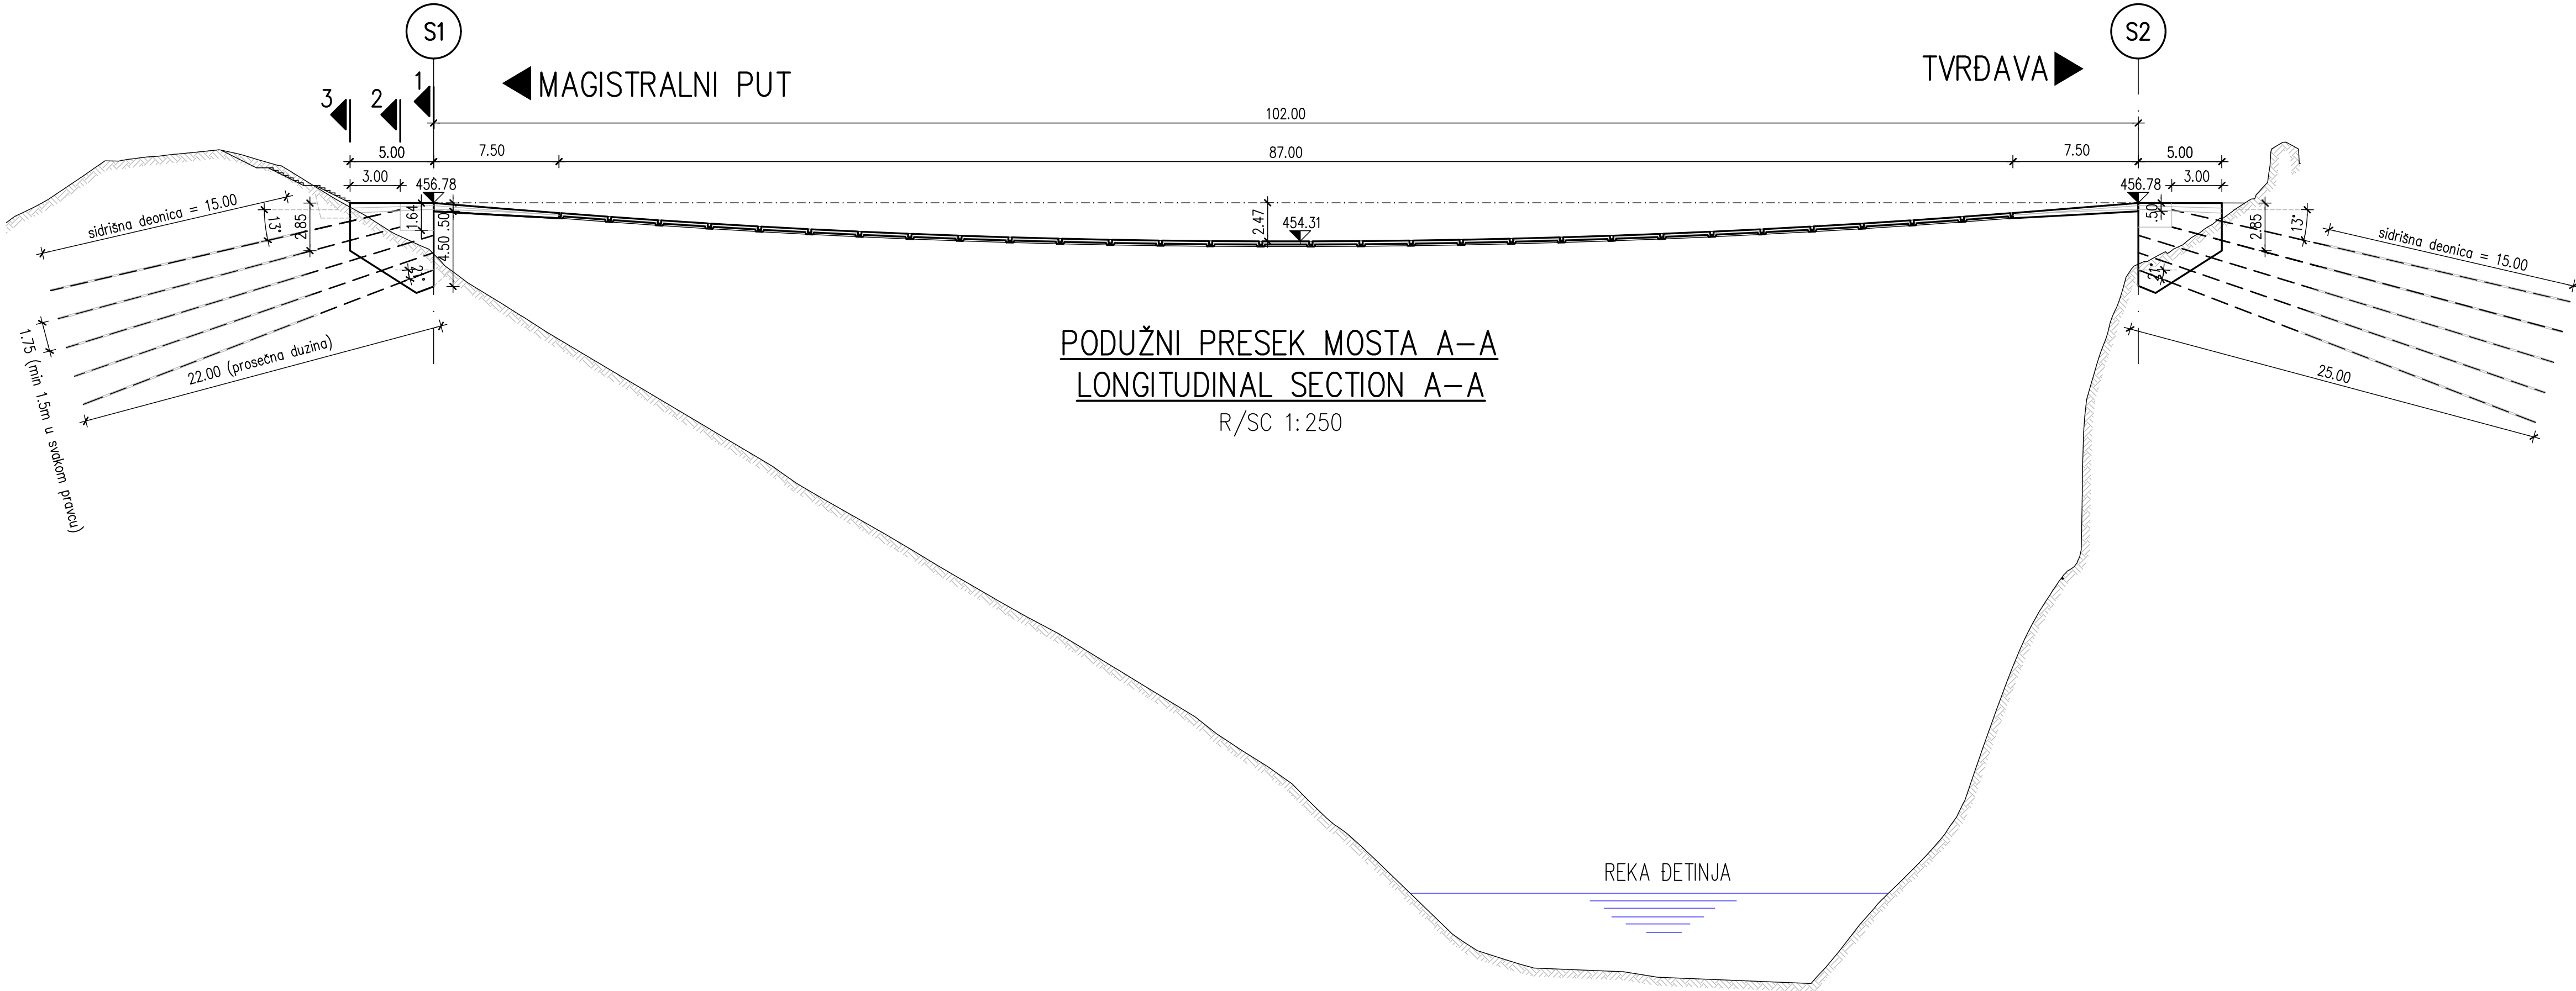 S1
S2
MAGISTRALNI PUT
TVRĐAVA
3
2
1
102.00
5.00
7.50
87.00
7.50
5.00
3.00
456.78
456.78
3.00
sidrišna deonica = 15.00
13°
2.85
1.64
4.50
.50
2.47
454.31
.50
2.85
13°
sidrišna deonica = 15.00
21°
21°
1.75 (min 1.5m u svakom pravcu)
22.00 (prosečna duzina)
25.00
PODUŽNI PRESEK MOSTA A-A
LONGITUDINAL SECTION A-A
R/SC 1:250
REKA ĐETINJA